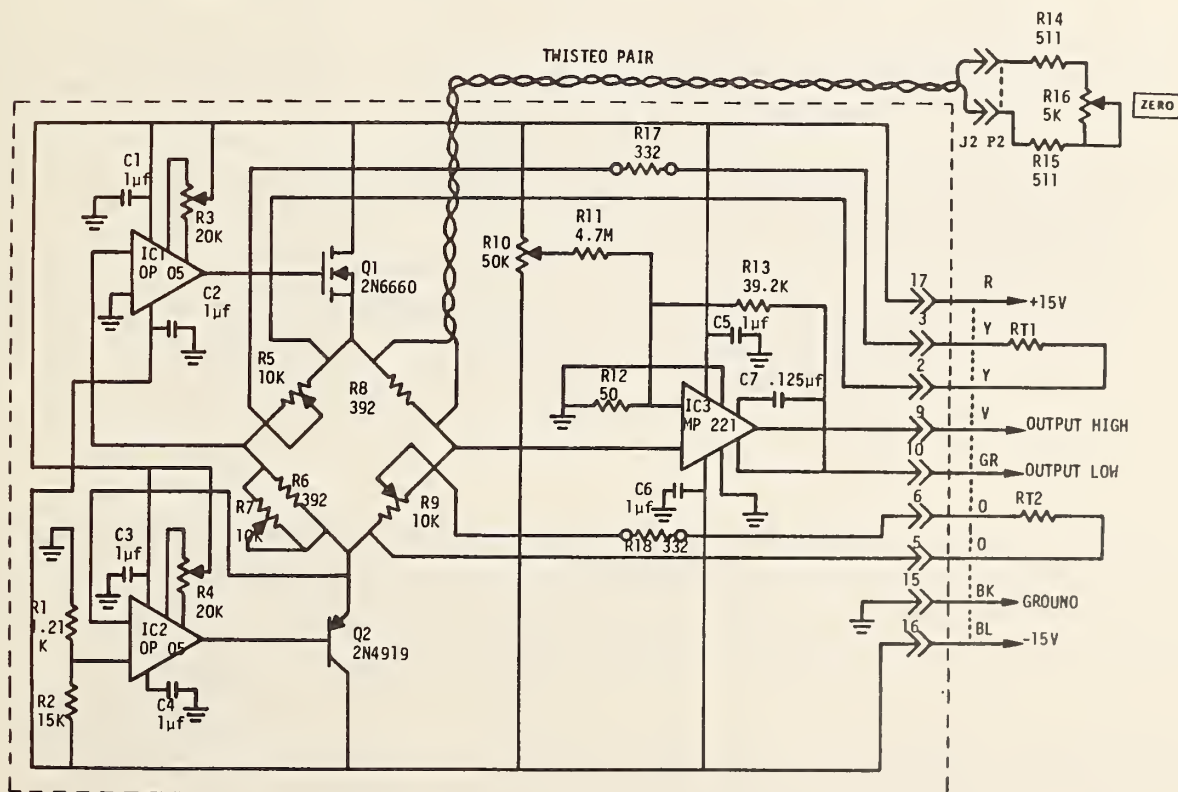 TWISTEO PAIR
R14
511
R16
5K
ZERO
J2 P2
R15
511
R17
332
C1
1µf
R3
20K
IC1
OP 05
C2
1µf
Q1
2N6660
R10
50K
R11
4.7M
R13
39.2K
C5 1µf
R5
10K
R8
392
R12
50
C7 .125µf
IC3
MP 221
17
R
+15V
3
Y
RT1
2
Y
9
V
OUTPUT HIGH
10
GR
OUTPUT LOW
R6
392
R7
10K
R9
10K
C6
1µf
R18 332
6
O
RT2
5
O
15
BK
GROUNO
16
BL
-15V
C3
1µf
R4
20K
R1
1.21
K
IC2
OP 05
Q2
2N4919
R2
15K
C4
1µf